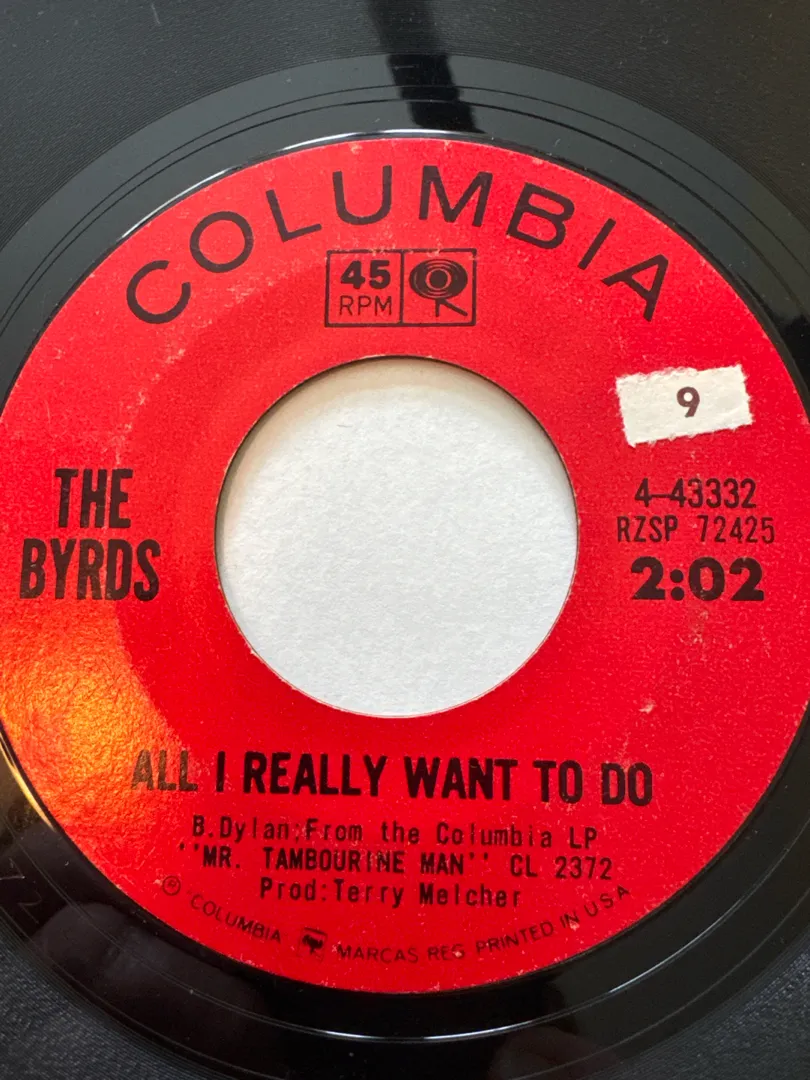 COLUMBIA
45
RPM
9
THE
BYRDS
4-43332
RZSP 72425
2:02
ALL I REALLY WANT TO DO
B.Dylan;From the Columbia LP
''MR. TAMBOURINE MAN'' CL 2372
Prod:Terry Melcher
℗ COLUMBIA MARCAS REG PRINTED IN U S A